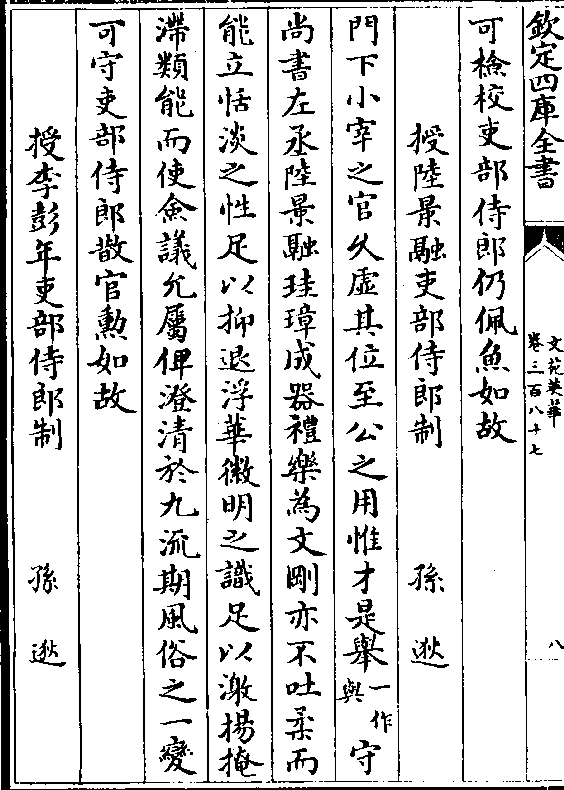 欽定四庫全書
文苑英華
卷三百八十七
八
可檢校吏部侍郎仍佩魚如故
授陸景融吏部侍郎制 孫逖
門下小宰之官久虛其位至公之用惟才是舉一作與守
尚書左丞陸景融珪璋成器禮樂為文剛亦不吐柔而
能立恬淡之性足以抑退浮華徽明之識足以激揚掩
滯類能而使僉議允屬俾澄清於九流期風俗之一變
可守吏部侍郎散官勲如故
授李彭年吏部侍郎制 孫逖